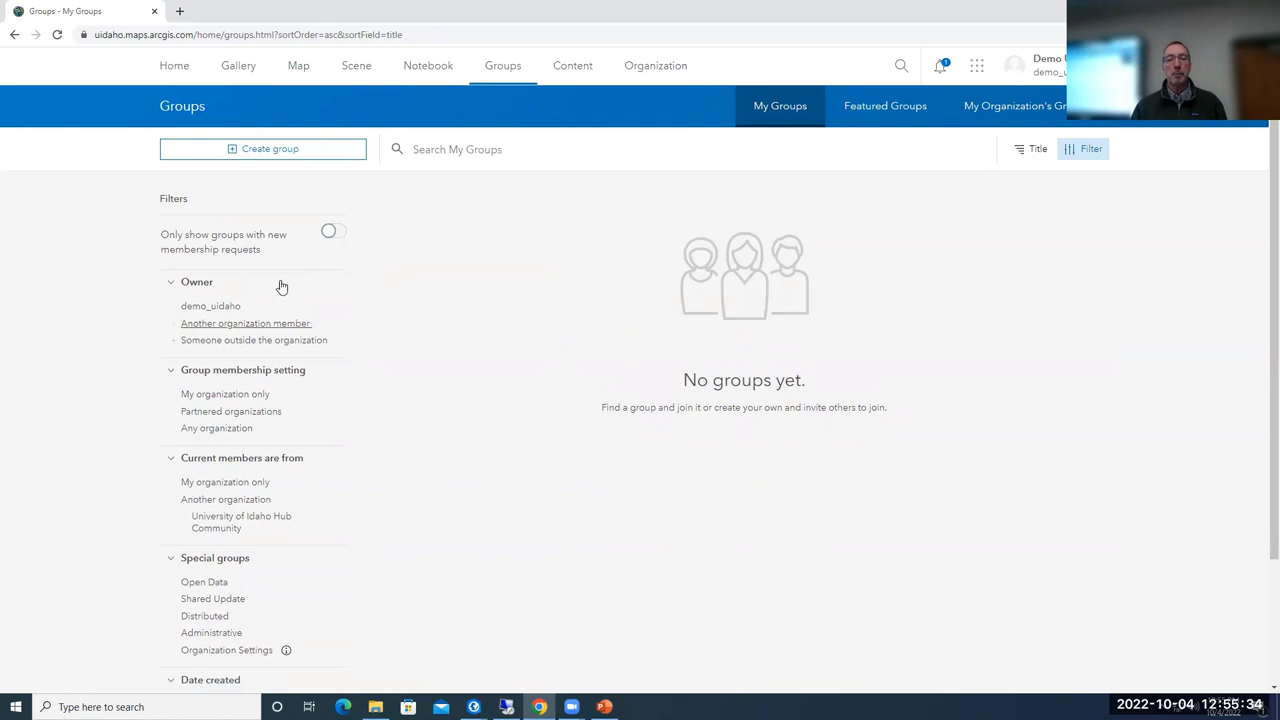 Groups - My Groups
uidaho.maps.arcgis.com/home/groups.html?sortOrder=asc&sortField=title
Home Gallery Map Scene Notebook Groups Content Organization
1
Demo
demo_u
Groups
My Groups Featured Groups My Organization's Gr
Create group
Search My Groups
Title
Filter
Filters
Only show groups with new
membership requests
Owner
demo_uidaho
Another organization member
Someone outside the organization
Group membership setting
My organization only
Partnered organizations
Any organization
Current members are from
My organization only
Another organization
University of Idaho Hub
Community
Special groups
Open Data
Shared Update
Distributed
Administrative
Organization Settings
Date created
No groups yet.
Find a group and join it or create your own and invite others to join.
Type here to search
2022-10-04 12:55:34